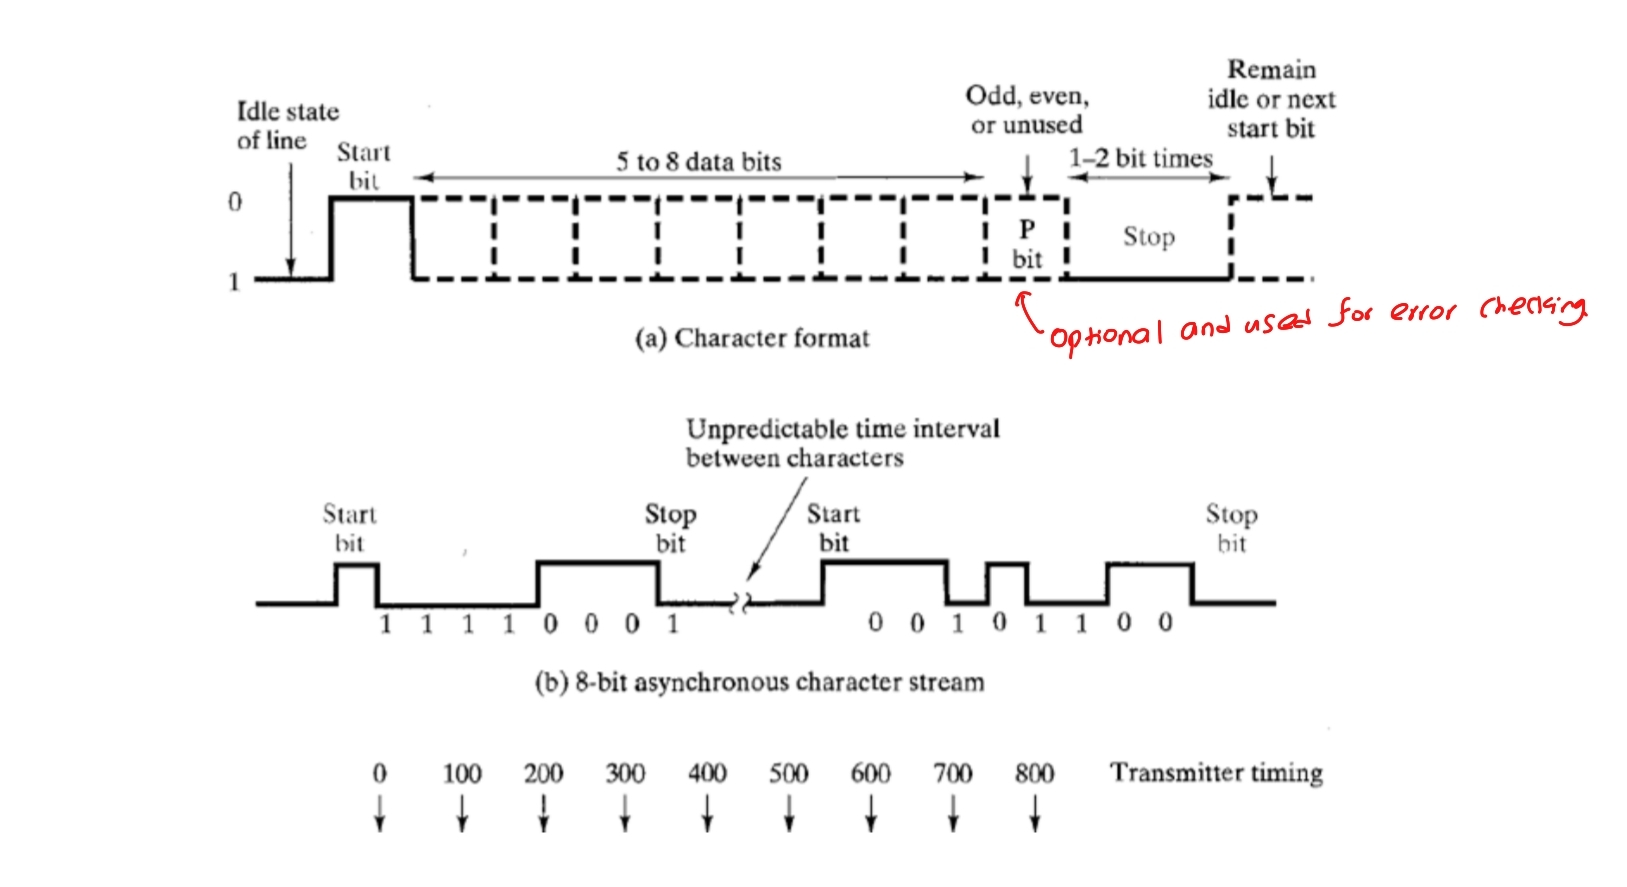 Remain
idle or next
start bit
Odd, even,
or unused
Idle state
of line
Start
bit
5 to 8 data bits
1–2 bit times
0
1
P
bit
Stop
(a) Character format
optional and used for error checking
Unpredictable time interval
between characters
Start
bit
Stop
bit
Start
bit
Stop
bit
1 1 1 1 0 0 0 1
0 0 1 0 1 1 0 0
(b) 8-bit asynchronous character stream
0 100 200 300 400 500 600 700 800 Transmitter timing